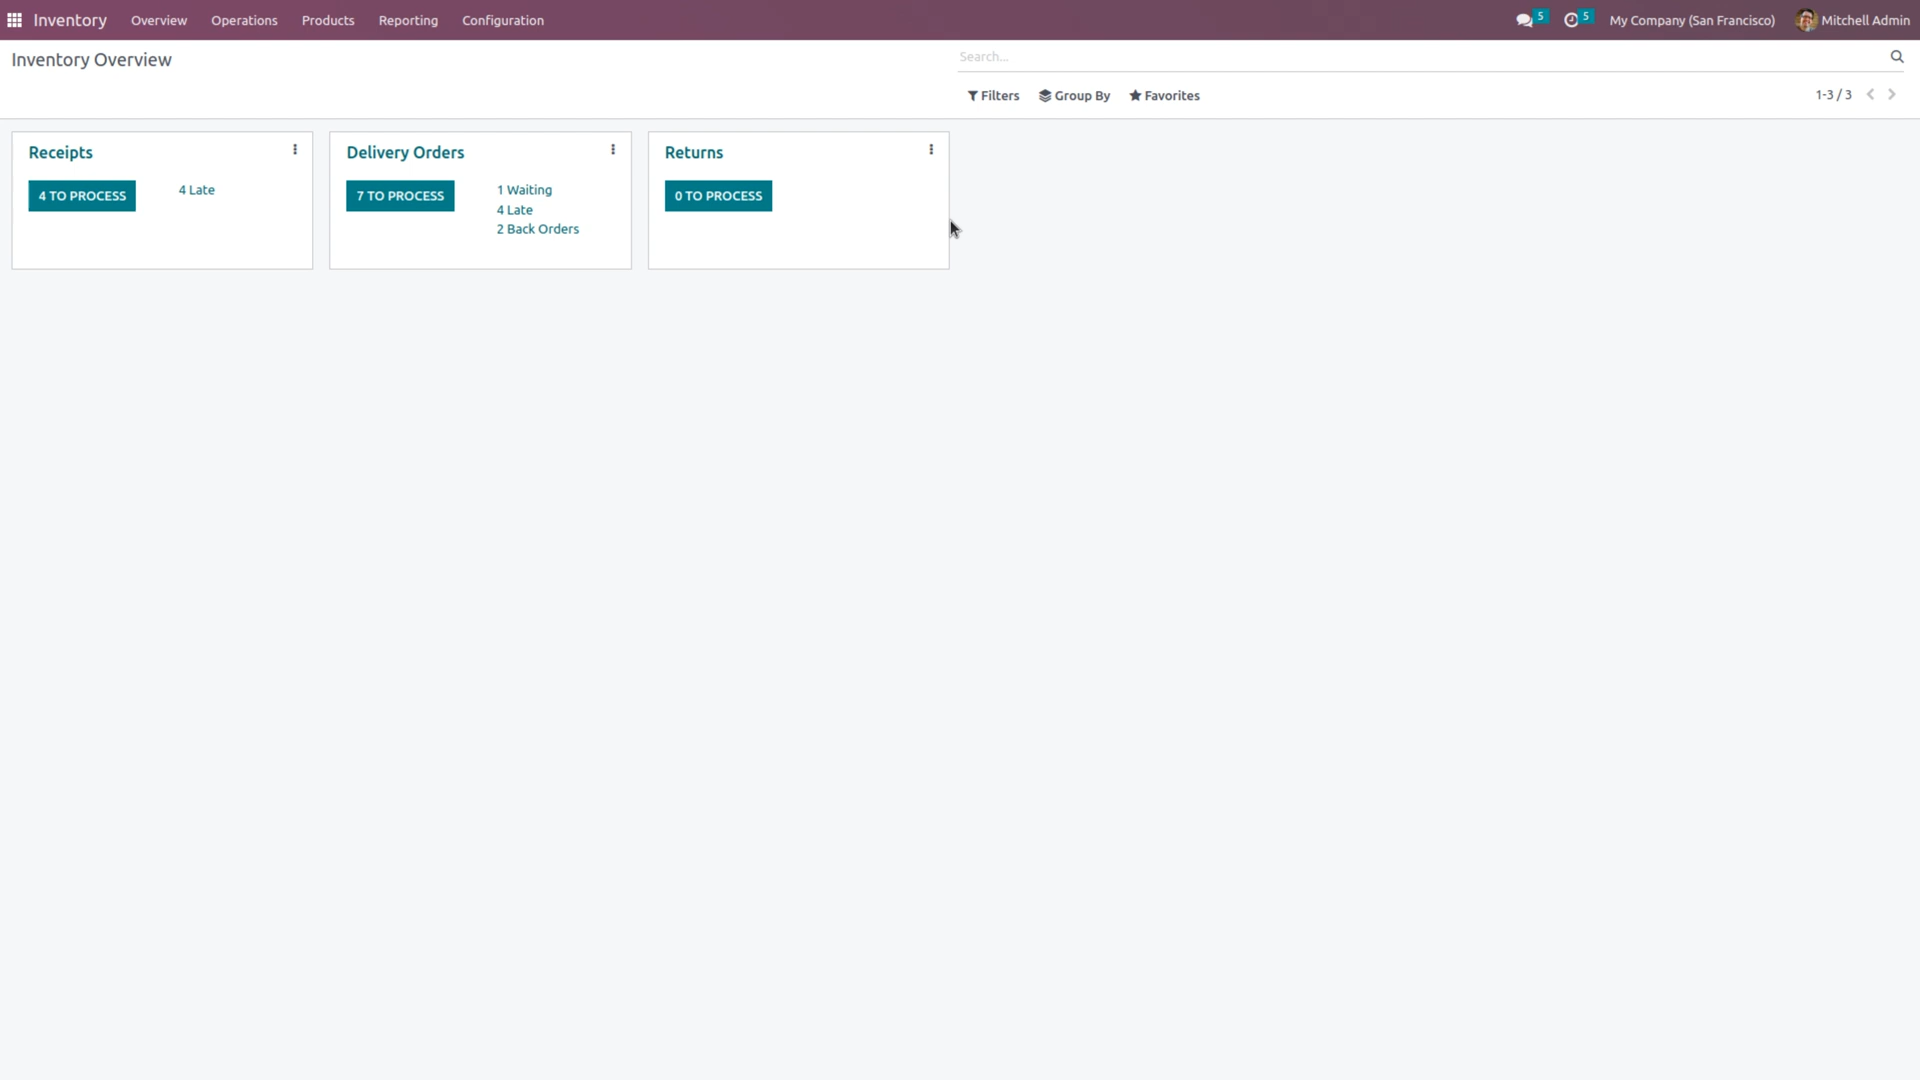 Inventory Overview Operations Products Reporting Configuration 5 5 My Company (San Francisco) Mitchell Admin
Inventory Overview
Search...
Filters Group By Favorites 1-3 / 3
Receipts
4 TO PROCESS
4 Late
Delivery Orders
7 TO PROCESS
1 Waiting
4 Late
2 Back Orders
Returns
0 TO PROCESS